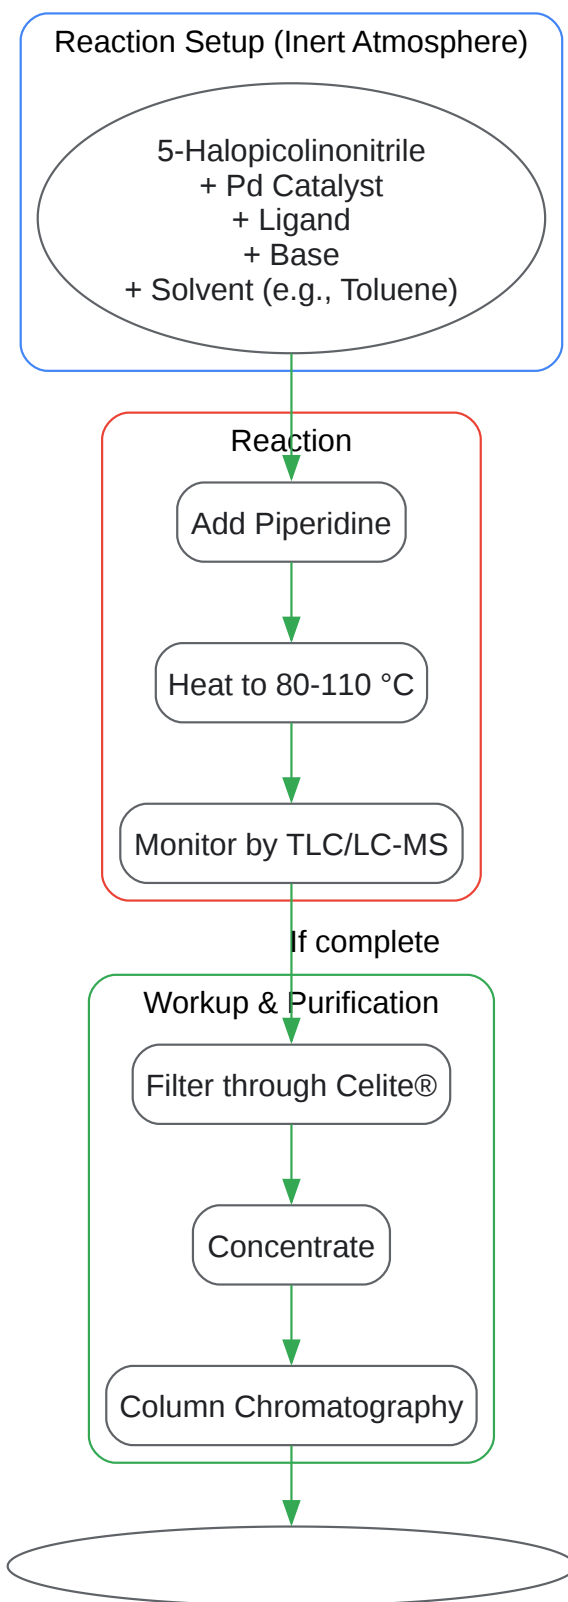 Reaction Setup (Inert Atmosphere)
5-Halopicolinonitrile
+ Pd Catalyst
+ Ligand
+ Base
+ Solvent (e.g., Toluene)
Reaction
Add Piperidine
Heat to 80-110 °C
Monitor by TLC/LC-MS
If complete
Workup & Purification
Filter through Celite®
Concentrate
Column Chromatography